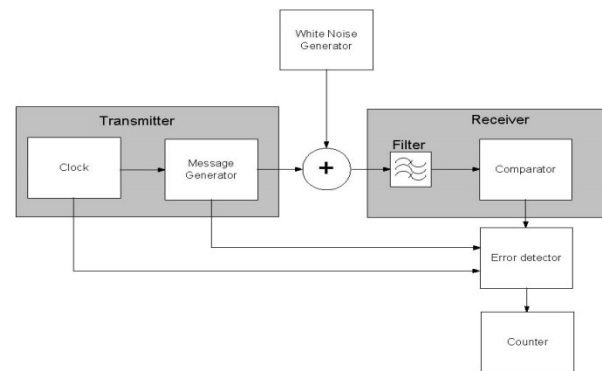 White Noise
Generator
Transmitter
Receiver
Clock
Message
Generator
+
Filter
Comparator
Error detector
Counter